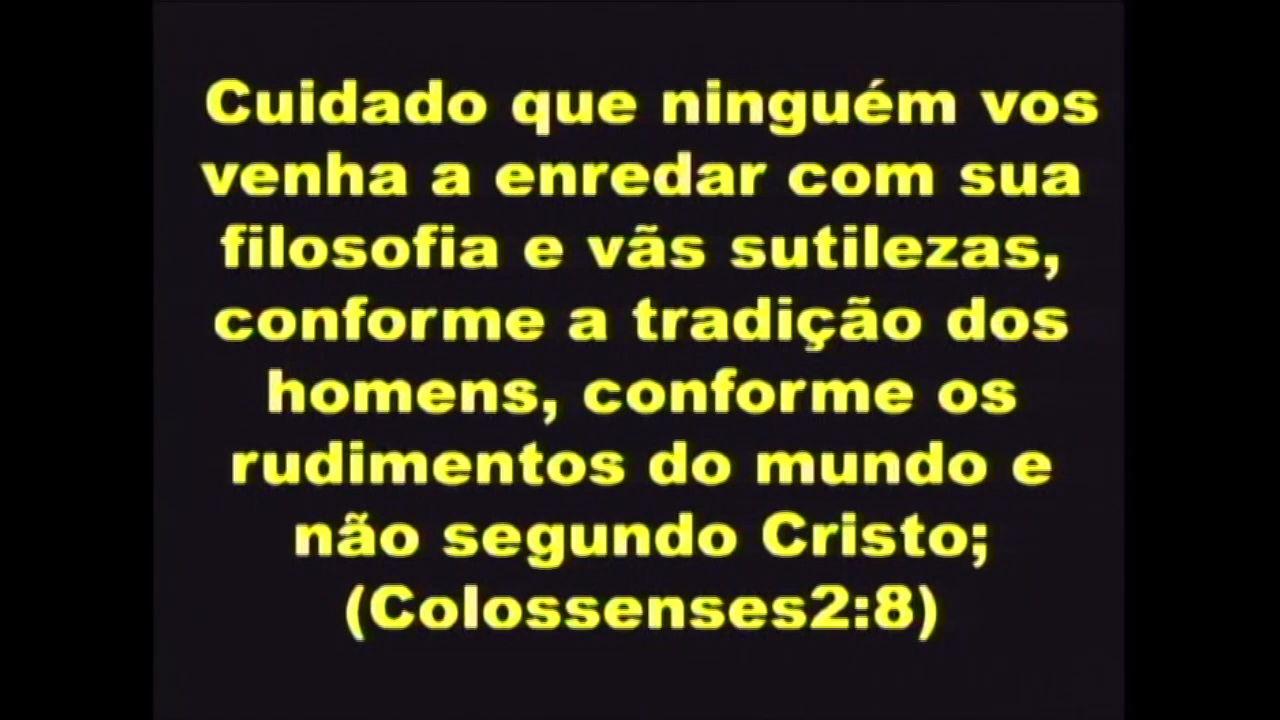 Cuidado que ninguém vos
venha a enredar com sua
filosofia e vãs sutilezas,
conforme a tradição dos
homens, conforme os
rudimentos do mundo e
não segundo Cristo;
(Colossenses2:8)